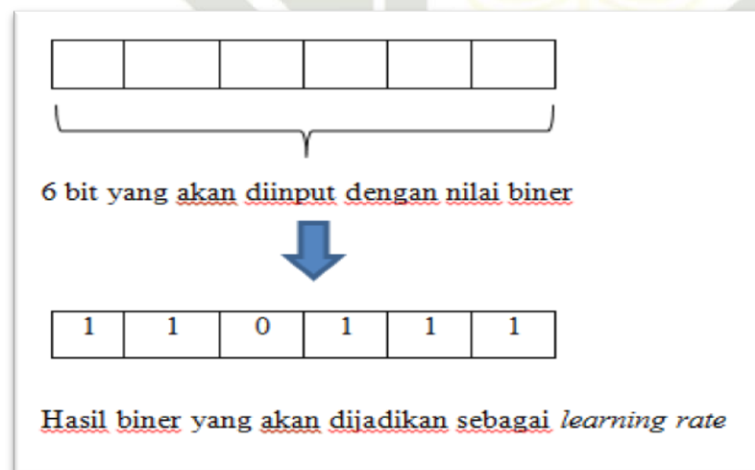 6 bit yang akan diinput dengan nilai biner
1 1 0 1 1 1
Hasil biner yang akan dijadikan sebagai learning rate